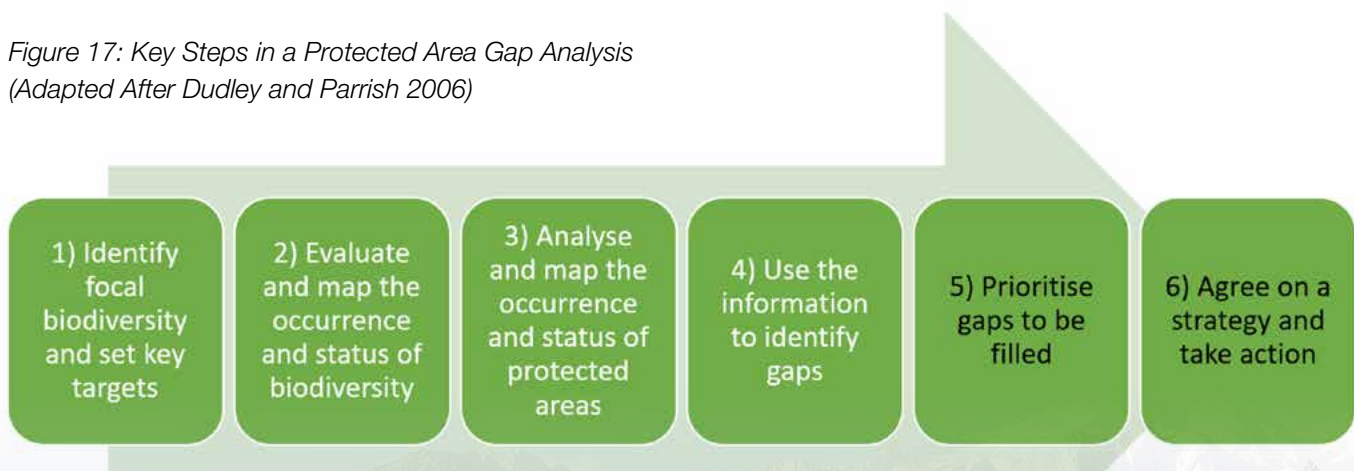 Figure 17: Key Steps in a Protected Area Gap Analysis
(Adapted After Dudley and Parrish 2006)
1) Identify
focal
biodiversity
and set key
targets
2) Evaluate
and map the
occurrence
and status of
biodiversity
3) Analyse
and map the
occurrence
and status of
protected
areas
4) Use the
information
to identify
gaps
5) Prioritise
gaps to be
filled
6) Agree on a
strategy and
take action